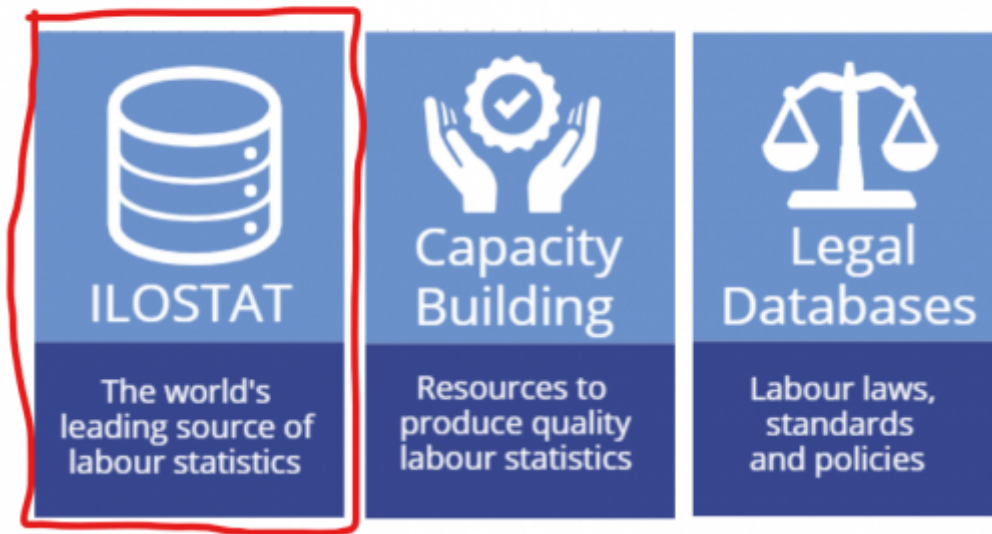 ILOSTAT
The world's
leading source of
labour statistics
Capacity
Building
Resources to
produce quality
labour statistics
Legal
Databases
Labour laws,
standards
and policies